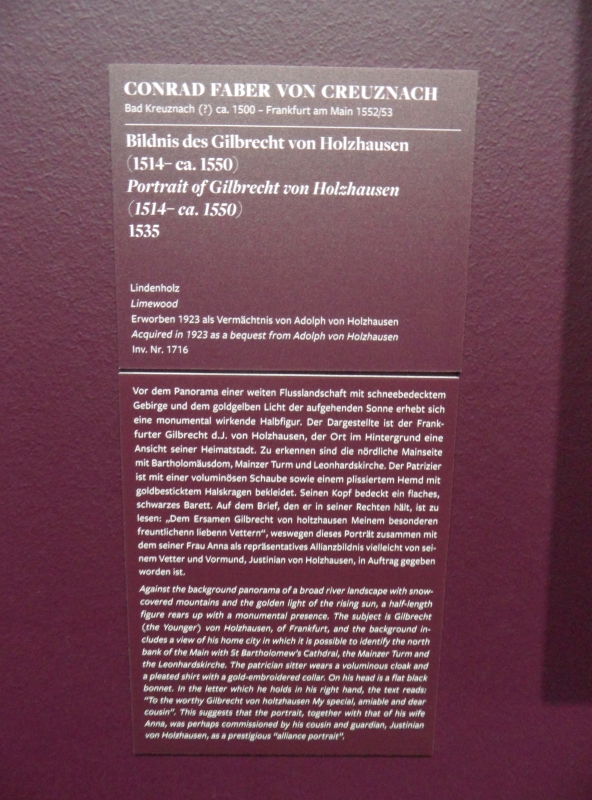 CONRAD FABER VON CREUZNACH
Bad Kreuznach (?) ca. 1500 – Frankfurt am Main 1552/53
Bildnis des Gilbrecht von Holzhausen
(1514– ca. 1550)
Portrait of Gilbrecht von Holzhausen
(1514– ca. 1550)
1535
Lindenholz
Limewood
Erworben 1923 als Vermächtnis von Adolph von Holzhausen
Acquired in 1923 as a bequest from Adolph von Holzhausen
Inv. Nr. 1716
Vor dem Panorama einer weiten Flusslandschaft mit schneebedecktem
Gebirge und dem goldgelben Licht der aufgehenden Sonne erhebt sich
eine monumental wirkende Halbfigur. Der Dargestellte ist der Frank-
furter Gilbrecht d.J. von Holzhausen, der Ort im Hintergrund eine
Ansicht seiner Heimatstadt. Zu erkennen sind die nördliche Mainseite
mit Bartholomäusdom, Mainzer Turm und Leonhardskirche. Der Patrizier
ist mit einer voluminösen Schaube sowie einem plissiertem Hemd mit
goldbesticktem Halskragen bekleidet. Seinen Kopf bedeckt ein flaches,
schwarzes Barett. Auf dem Brief, den er in seiner Rechten hält, ist zu
lesen: „Dem Ersamen Gilbrecht von holtzhausen Meinem besonderen
freuntlichenn liebenn Vettern“, weswegen dieses Porträt zusammen mit
dem seiner Frau Anna als repräsentatives Allianzbildnis vielleicht von sei-
nem Vetter und Vormund, Justinian von Holzhausen, in Auftrag gegeben
worden ist.
Against the background panorama of a broad river landscape with snow-
covered mountains and the golden light of the rising sun, a half-length
figure rears up with a monumental presence. The subject is Gilbrecht
(the Younger) von Holzhausen, of Frankfurt, and the background in-
cludes a view of his home city in which it is possible to identify the north
bank of the Main with St Bartholomew's Cathdral, the Mainzer Turm and
the Leonhardskirche. The patrician sitter wears a voluminous cloak and
a pleated shirt with a gold-embroidered collar. On his head is a flat black
bonnet. In the letter which he holds in his right hand, the text reads:
"To the worthy Gilbrecht von holtzhausen My special, amiable and dear
cousin". This suggests that the portrait, together with that of his wife
Anna, was perhaps commissioned by his cousin and guardian, Justinian
von Holzhausen, as a prestigious "alliance portrait".